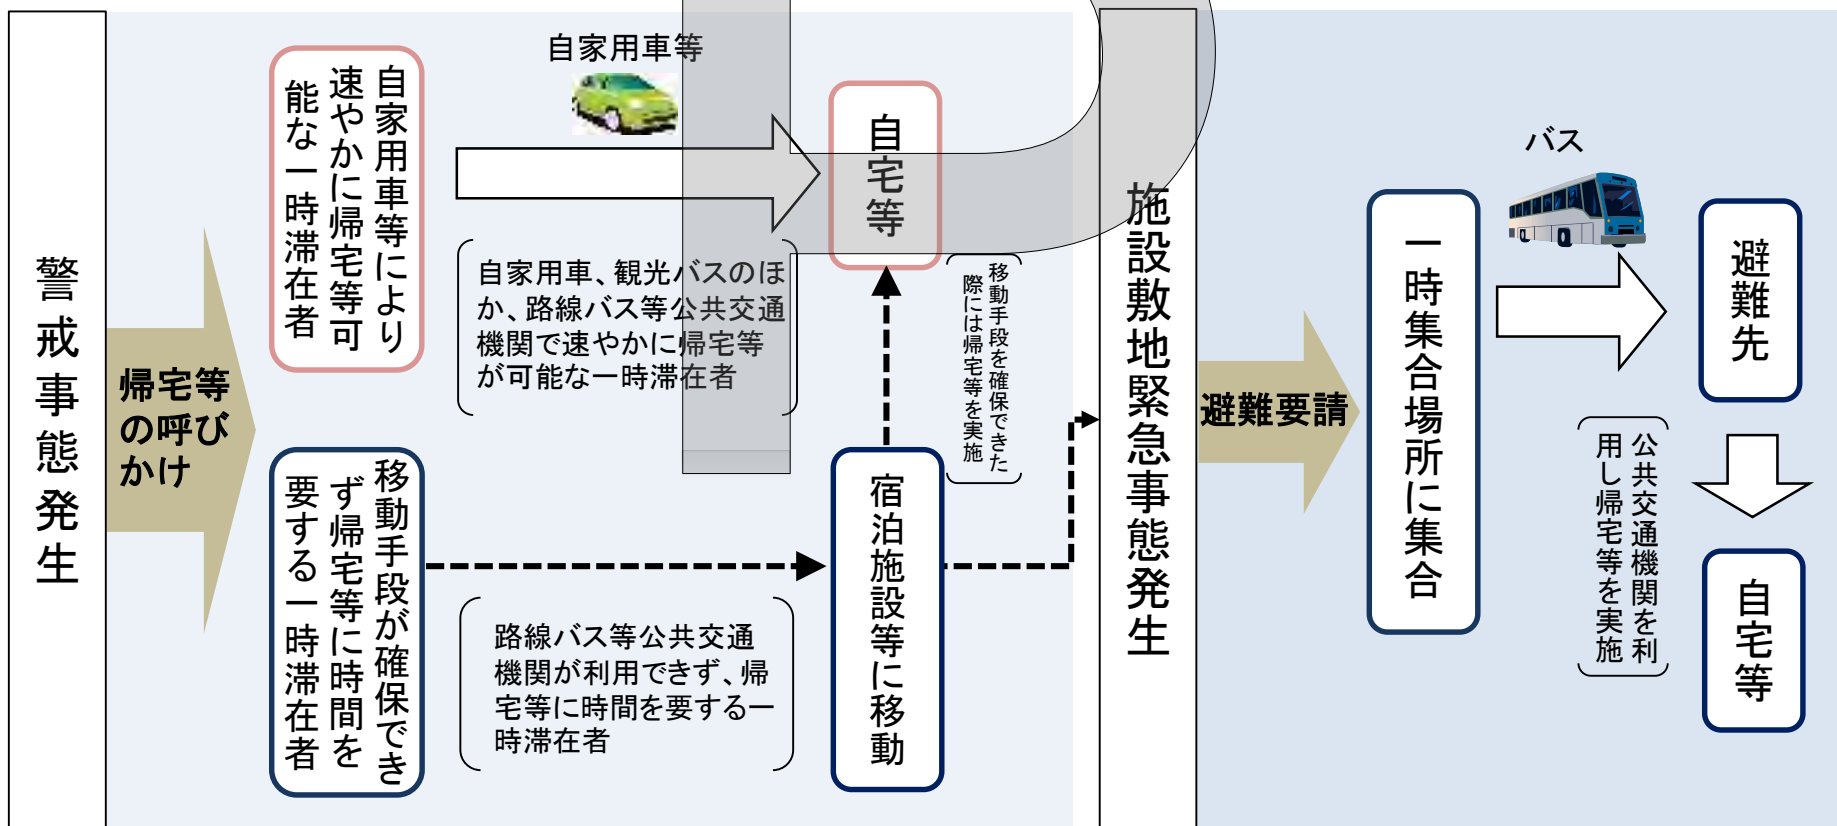 警戒事態発生
帰宅等
の呼び
かけ
自家用車等により
速やかに帰宅等可
能な一時滞在者
自家用車等
自家用車、観光バスのほ
か、路線バス等公共交通
機関で速やかに帰宅等
が可能な一時滞在者
自宅等
移動手段を確保できた
際には帰宅等を実施
移動手段が確保でき
ず帰宅等に時間を
要する一時滞在者
路線バス等公共交通
機関が利用できず、帰
宅等に時間を要する一
時滞在者
宿泊施設等に移動
施設敷地緊急事態発生
避難要請
一時集合場所に集合
バス
避難先
公共交通機関を利
用し帰宅等を実施
自宅等